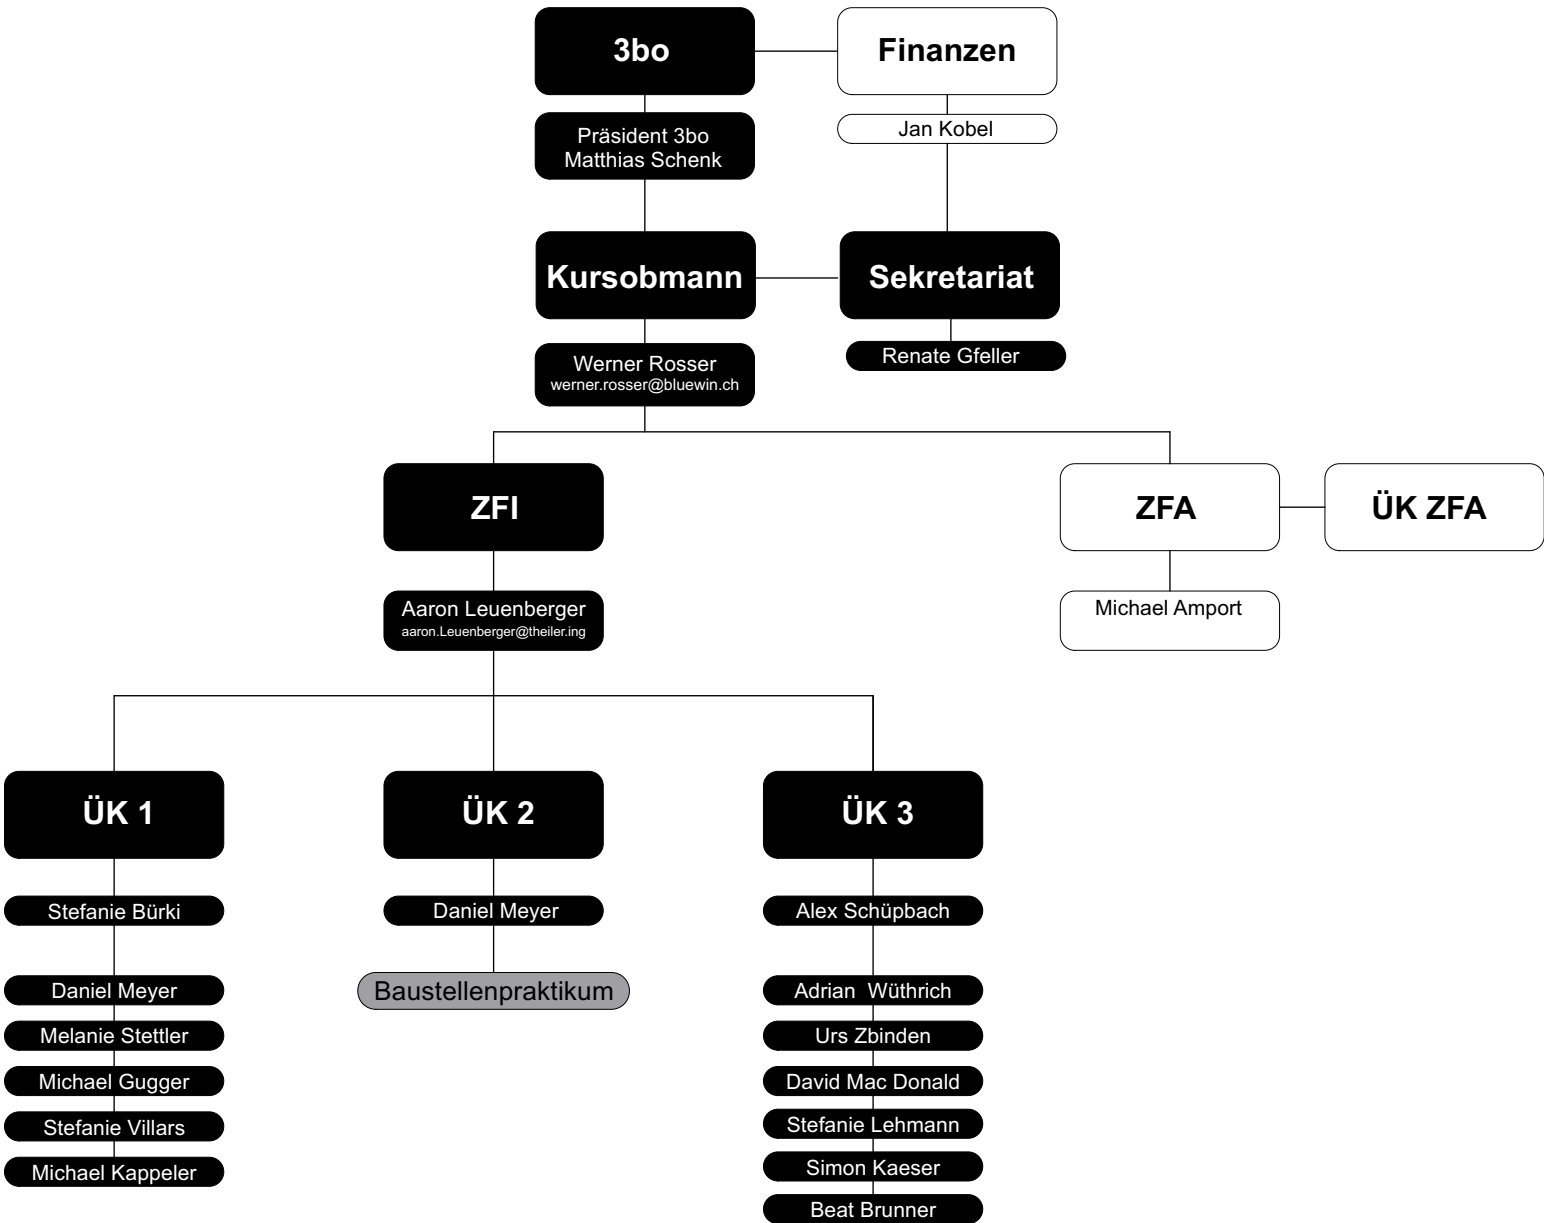 3bo
Finanzen
Präsident 3bo
Matthias Schenk
Jan Kobel
Kursobmann
Sekretariat
Werner Rosser
werner.rosser@bluewin.ch
Renate Gfeller
ZFI
ZFA
ÜK ZFA
Aaron Leuenberger
aaron.Leuenberger@theiler.ing
Michael Amport
ÜK 1
ÜK 2
ÜK 3
Stefanie Bürki
Daniel Meyer
Alex Schüpbach
Daniel Meyer
Baustellenpraktikum
Adrian Wüthrich
Melanie Stettler
Urs Zbinden
Michael Gugger
David Mac Donald
Stefanie Villars
Stefanie Lehmann
Michael Kappeler
Simon Kaeser
Beat Brunner